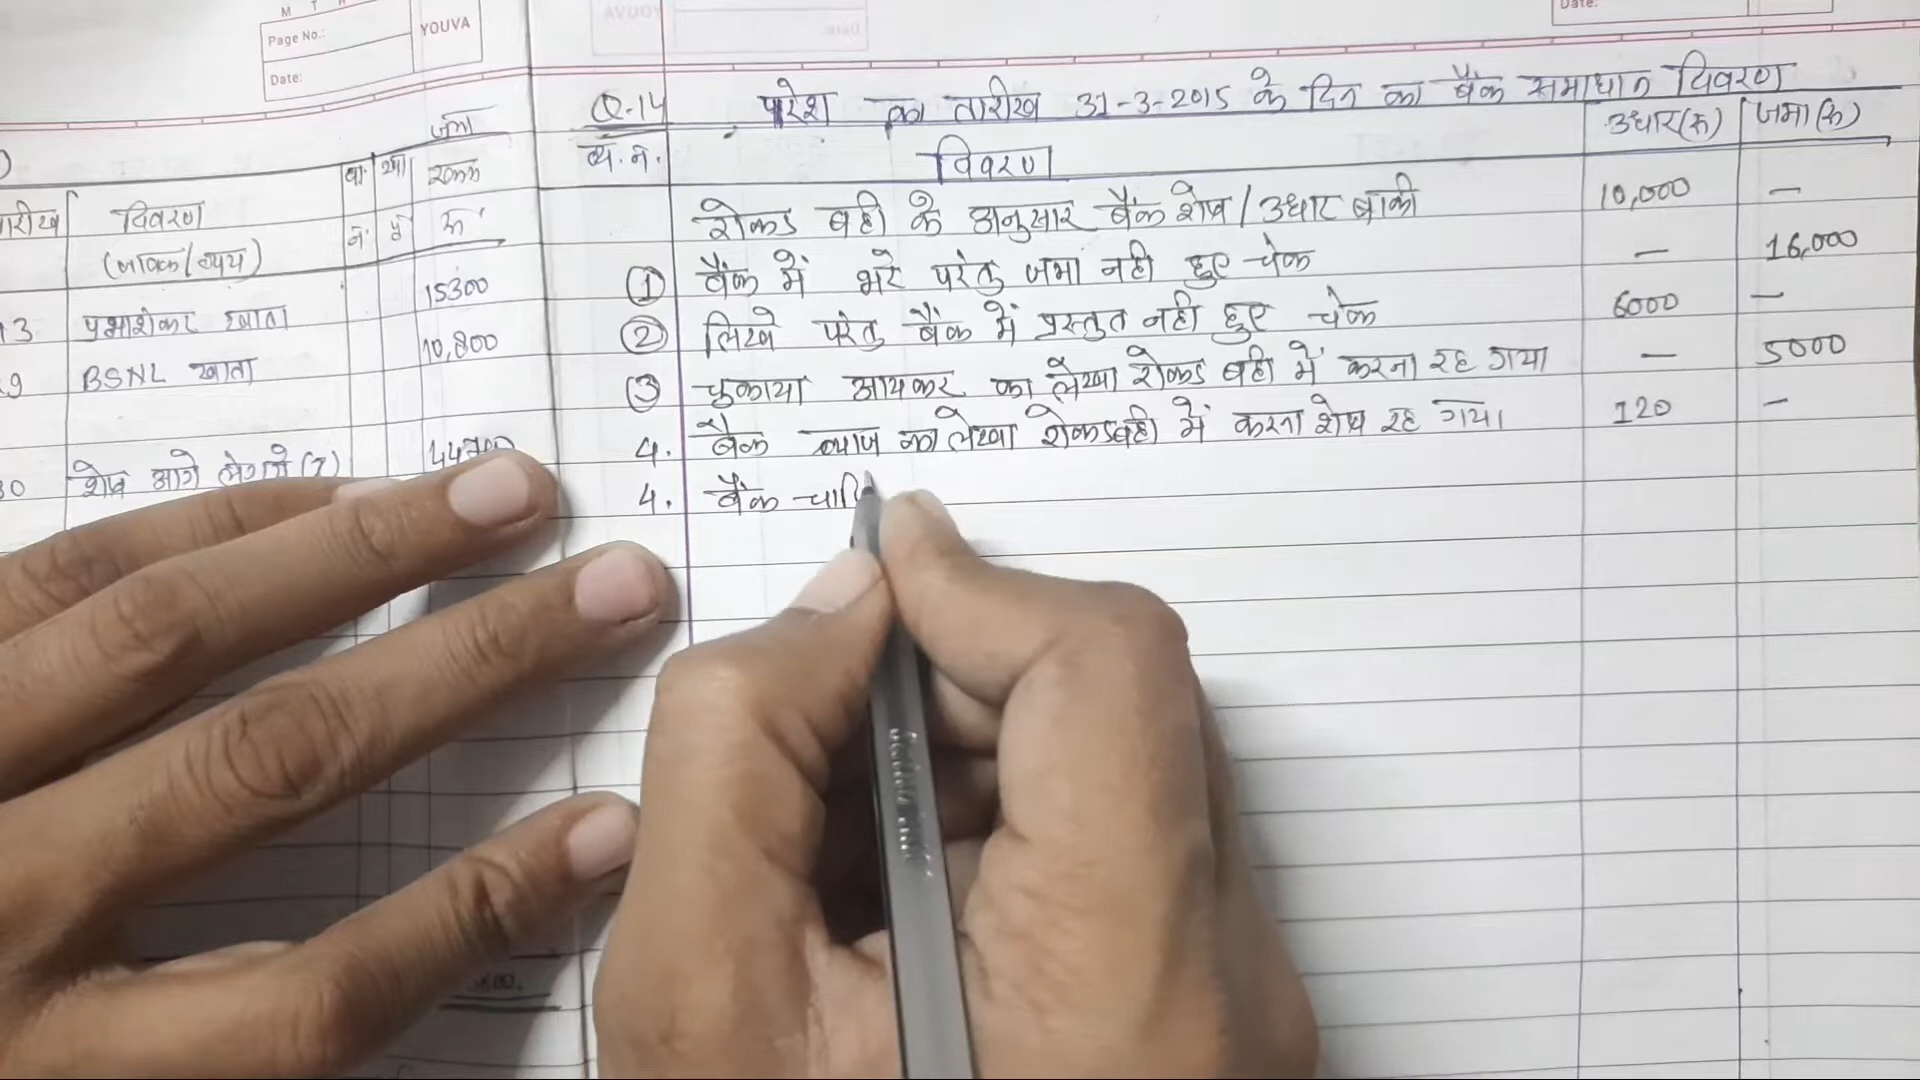 Page No.:
YOUVA
Date:
Date:
जमा
तारीख विवरण
(आवक/व्यय)
13 प्रभाशंकर खाता 15300
BSNL खाता 10,800
30 शेष आगे ले गये (7)
Q-14 परेश का तारीख 31-3-2015 के दिन का बैंक समाधान विवरण
व्य. नं. विवरण उधार(रु) जमा(रु)
रोकड बही के अनुसार बैंक शेष/उधार बाकी 10,000 —
① बैंक में भरे परंतु जमा नही हुए चेक — 16,000
② लिखे परंतु बैंक में प्रस्तुत नही हुए चेक 6000 —
③ चुकाया आयकर का लेखा रोकड बही में करना रह गया — 5000
4. बैंक व्याज का लेखा रोकडबही में करना शेष रह गया। 120 —
4. बैंक चा